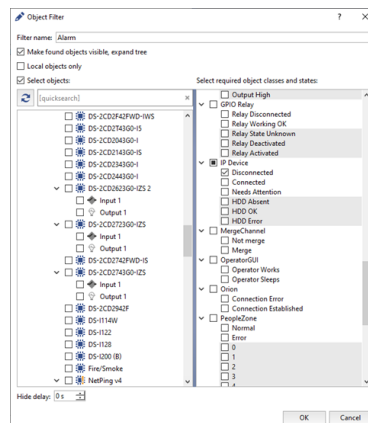 Object Filter
?
Filter name: Alarm
Make found objects visible, expand tree
Local objects only
Select objects:
[quicksearch]
DS-2CD2F42FWD-IWS
DS-2CD2T43G0-I5
DS-2CD2043G0-I
DS-2CD2143G0-IS
DS-2CD2343G0-I
DS-2CD2443G0-I
DS-2CD2623G0-IZS 2
Input 1
Output 1
DS-2CD2723G0-IZS
Input 1
Output 1
DS-2CD2742FWD-IS
DS-2CD2743G0-IZS
Input 1
Output 1
DS-2CD2942F
DS-I114W
DS-I122
DS-I128
DS-I200 (B)
Fire/Smoke
NetPing v4
Select required object classes and states:
Output High
GPIO Relay
Relay Disconnected
Relay Working OK
Relay State Unknown
Relay Deactivated
Relay Activated
IP Device
Disconnected
Connected
Needs Attention
HDD Absent
HDD OK
HDD Error
MergeChannel
Not merge
Merge
OperatorGUI
Operator Works
Operator Sleeps
Orion
Connection Error
Connection Established
PeopleZone
Normal
Error
0
1
2
3
4
Hide delay: 0 s
OK
Cancel